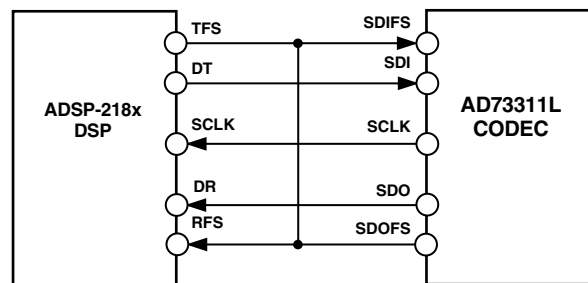 TFS
SDIFS
DT
SDI
ADSP-218x
DSP
SCLK
SCLK
AD73311L
CODEC
DR
SDO
RFS
SDOFS